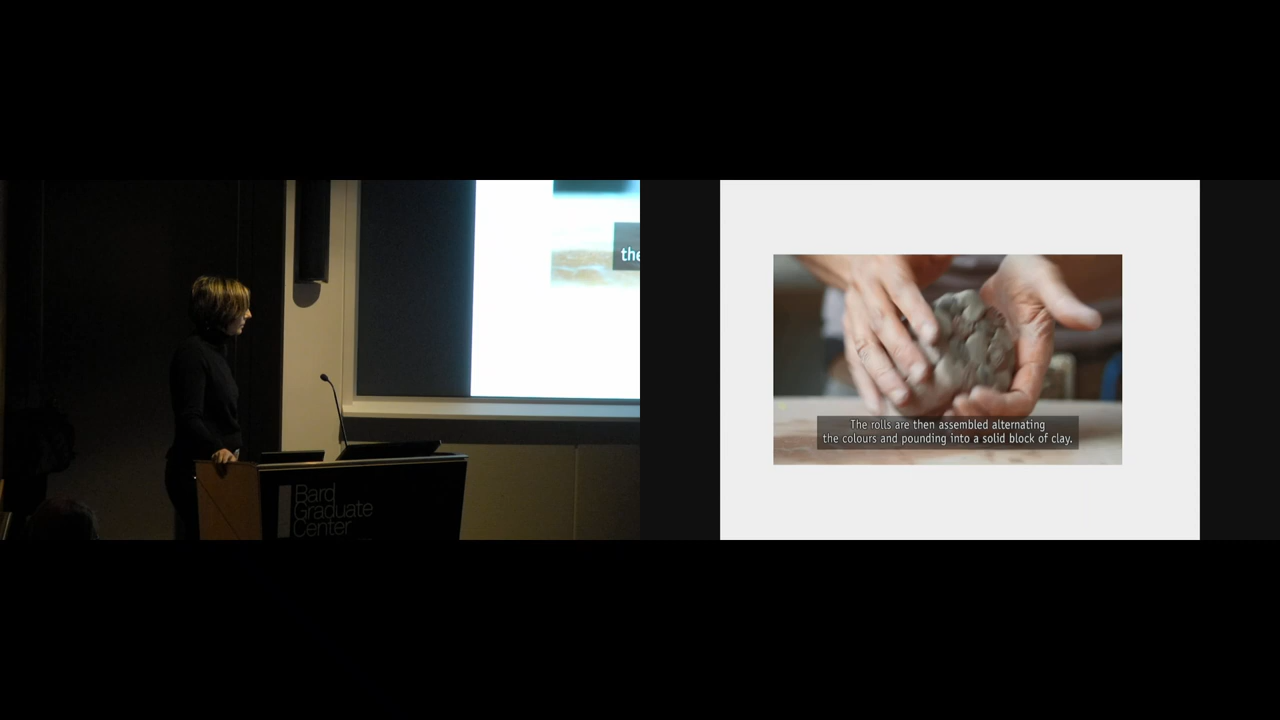 the
Bard
Graduate
Center
The rolls are then assembled alternating
the colours and pounding into a solid block of clay.